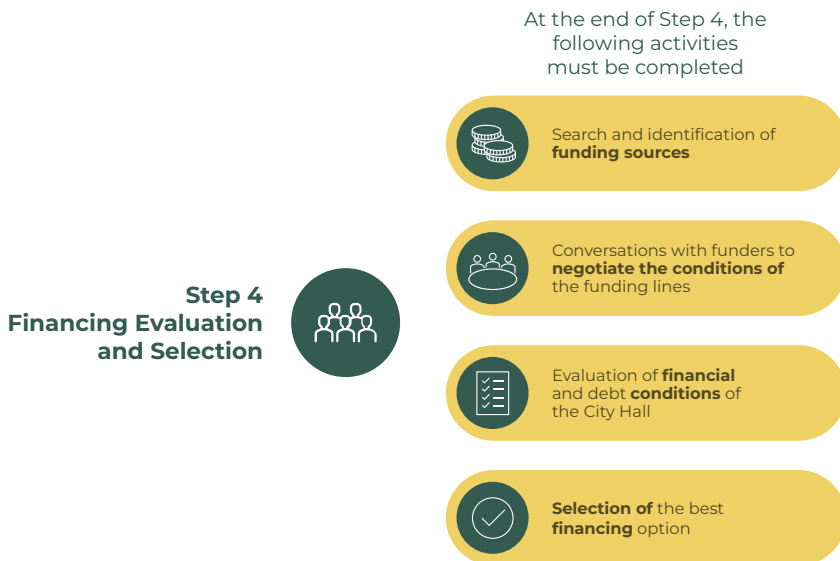 At the end of Step 4, the
following activities
must be completed
Step 4
Financing Evaluation
and Selection
Search and identification of
funding sources
Conversations with funders to
negotiate the conditions of
the funding lines
Evaluation of financial
and debt conditions of
the City Hall
Selection of the best
financing option